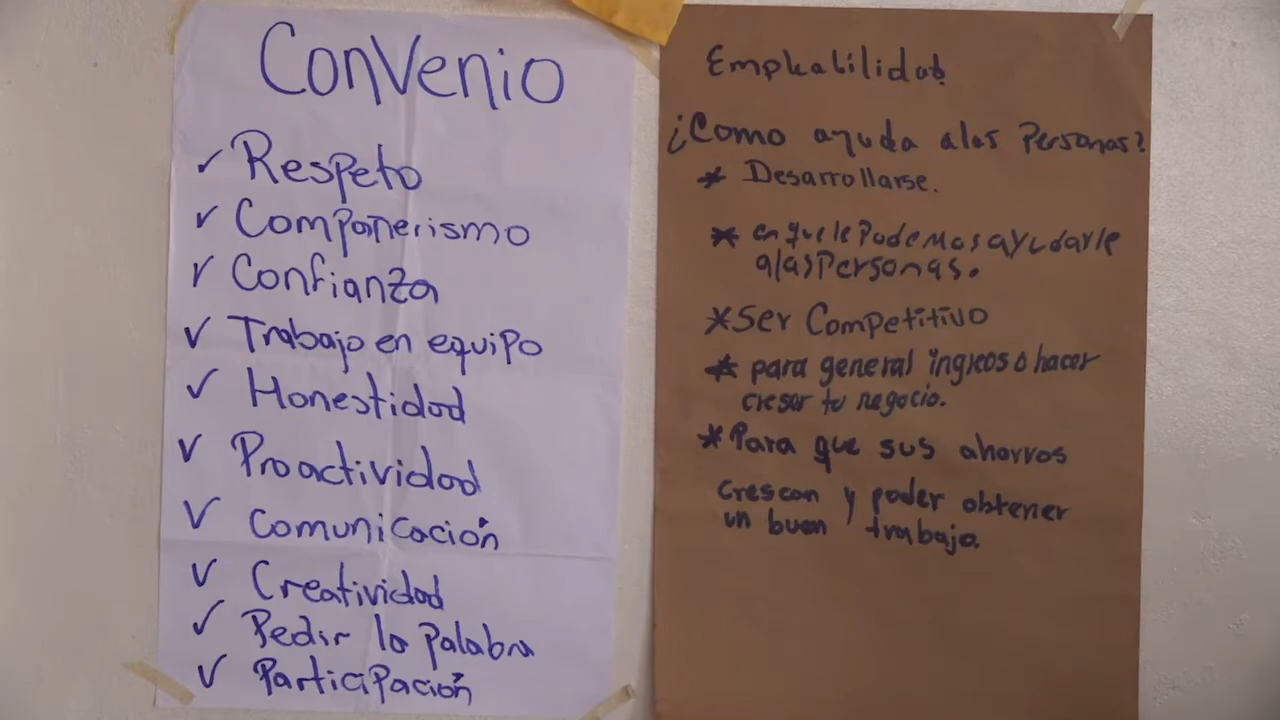 Convenio
✓ Respeto
✓ Compañerismo
✓ Confianza
✓ Trabajo en equipo
✓ Honestidad
✓ Proactividad
✓ Comunicación
✓ Creatividad
✓ Pedir la palabra
✓ Participación
Empleabilidad
¿Como ayuda a las Personas?
* Desarrollarse.
* en que le Podemos ayudarle
a las Personas.
* Ser Competitivo
* para general ingreos o hacer
creser tu negocio.
* Para que sus ahorros
crescan y poder obtener
un buen trabajo.